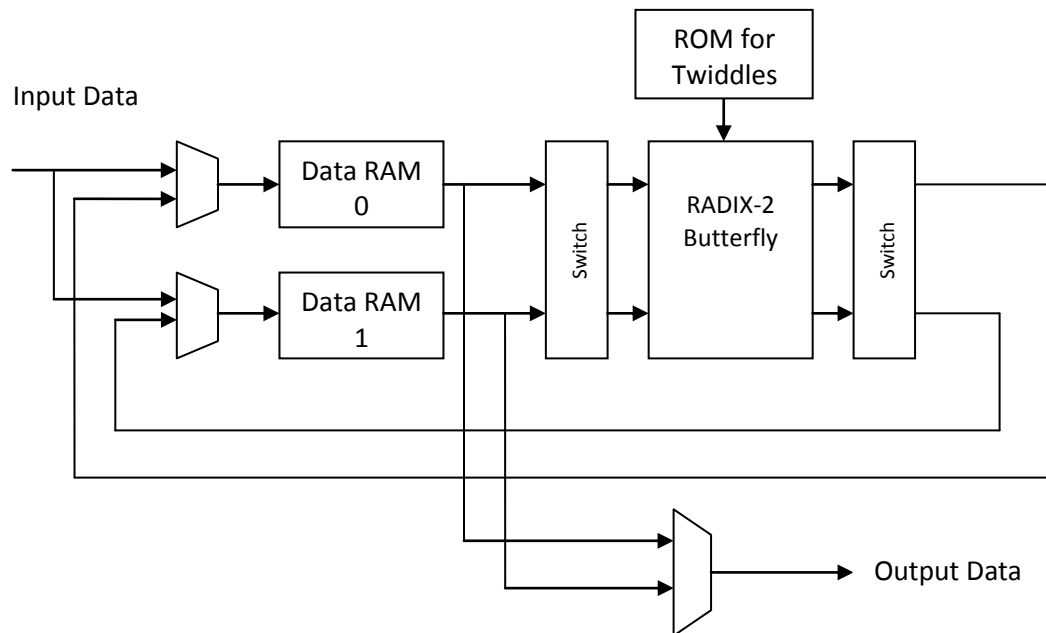 ROM for
Twiddles
Input Data
Data RAM
0
Switch
RADIX-2
Butterfly
Switch
Data RAM
1
Output Data